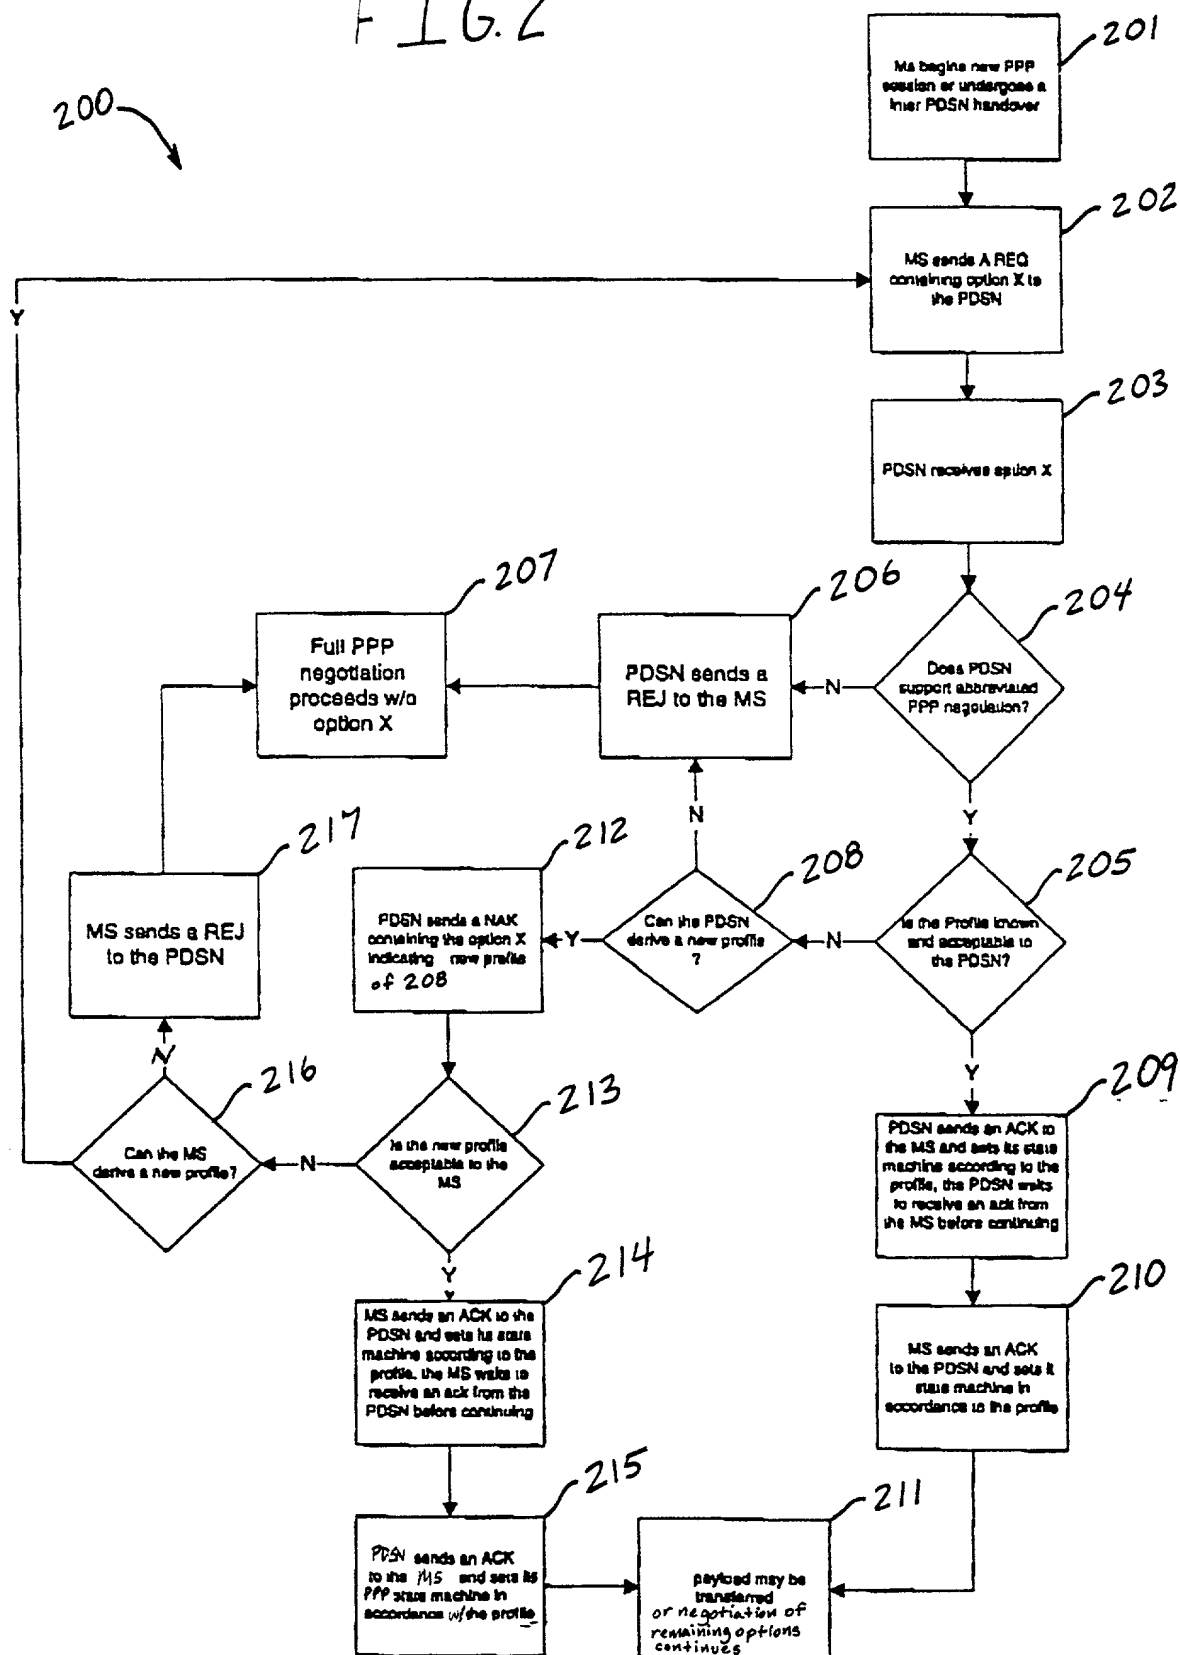 FIG. 2
201
Ms begins new PPP
session or undergoes a
Inter PDSN handover
200
202
MS sends A REQ
containing option X to
the PDSN
Y
203
PDSN receives option X
207
206
204
Full PPP
negotiation
proceeds w/o
option X
PDSN sends a
REJ to the MS
N
Does PDSN
support abbreviated
PPP negotiation?
N
Y
217
212
208
205
MS sends a REJ
to the PDSN
PDSN sends a NAK
containing the option X
indicating new profile
of 208
Y
Can the PDSN
derive a new profile
?
N
Is the Profile known
and acceptable to
the PDSN?
N
216
213
Y
209
Can the MS
derive a new profile?
N
Is the new profile
acceptable to the
MS
PDSN sends an ACK to
the MS and sets its state
machine according to the
profile, the PDSN waits
to receive an ack from
the MS before continuing
Y
214
210
MS sends an ACK to the
PDSN and sets its state
machine according to the
profile, the MS waits to
receive an ack from the
PDSN before continuing
MS sends an ACK
to the PDSN and sets it
state machine in
accordance to the profile
215
211
PDSN sends an ACK
to the MS and sets its
PPP state machine in
accordance w/ the profile
payload may be
transferred
or negotiation of
remaining options
continues